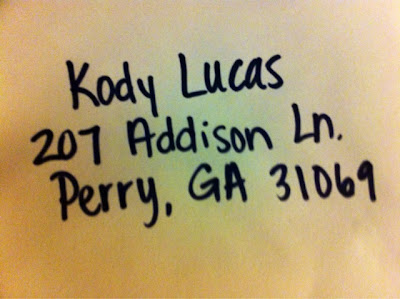 Kody Lucas
207 Addison Ln.
Perry, GA 31069